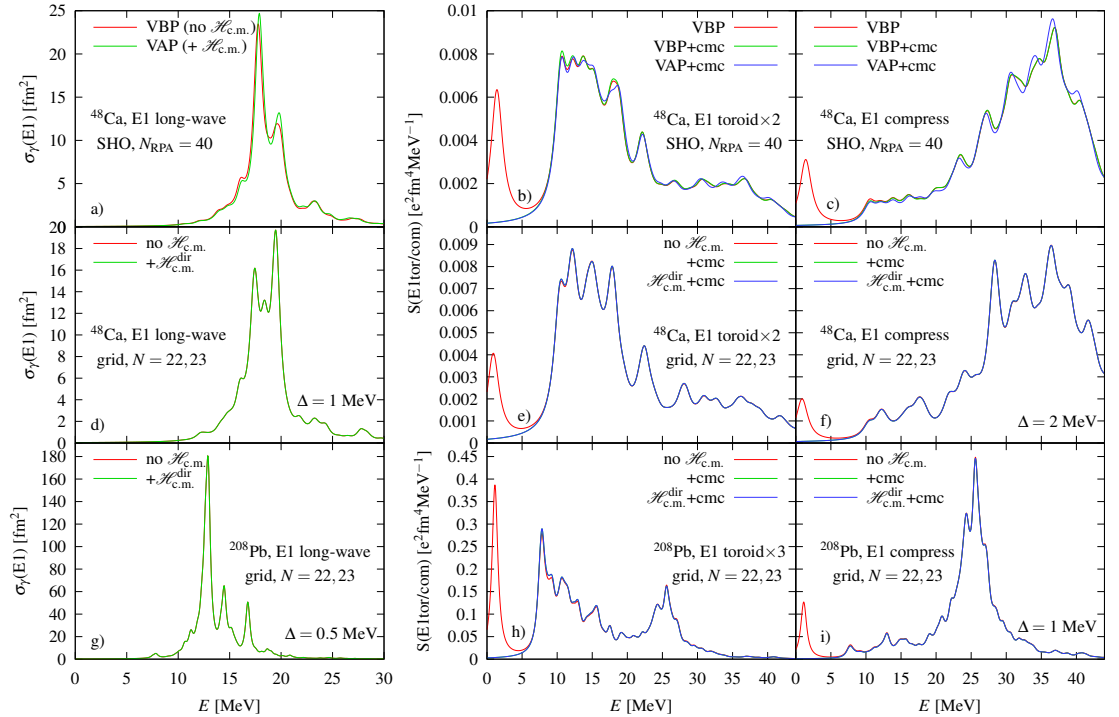 VBP (no ℋc.m.)
VAP (+ ℋc.m.)
48Ca, E1 long-wave
SHO, NRPA = 40
a)
σγ(E1) [fm2]
0
5
10
15
20
25
VBP
VBP+cmc
VAP+cmc
48Ca, E1 toroid×2
SHO, NRPA = 40
b)
S(E1tor/com) [e2fm4MeV−1]
0
0.002
0.004
0.006
0.008
0.01
VBP
VBP+cmc
VAP+cmc
48Ca, E1 compress
SHO, NRPA = 40
c)
no ℋc.m.
+ℋdirc.m.
48Ca, E1 long-wave
grid, N = 22,23
d)
Δ = 1 MeV
σγ(E1) [fm2]
0
2
4
6
8
10
12
14
16
18
20
no ℋc.m.
+cmc
ℋdirc.m.+cmc
48Ca, E1 toroid×2
grid, N = 22,23
e)
0
0.001
0.002
0.003
0.004
0.005
0.006
0.007
0.008
0.009
no ℋc.m.
+cmc
ℋdirc.m.+cmc
48Ca, E1 compress
grid, N = 22,23
f)
Δ = 2 MeV
no ℋc.m.
+ℋdirc.m.
208Pb, E1 long-wave
grid, N = 22,23
g)
Δ = 0.5 MeV
σγ(E1) [fm2]
0
20
40
60
80
100
120
140
160
180
0 5 10 15 20 25 30
E [MeV]
no ℋc.m.
+cmc
ℋdirc.m.+cmc
208Pb, E1 toroid×3
grid, N = 22,23
h)
S(E1tor/com) [e2fm4MeV−1]
0
0.05
0.1
0.15
0.2
0.25
0.3
0.35
0.4
0.45
0 5 10 15 20 25 30 35 40
E [MeV]
no ℋc.m.
+cmc
ℋdirc.m.+cmc
208Pb, E1 compress
grid, N = 22,23
i)
Δ = 1 MeV
0 5 10 15 20 25 30 35 40
E [MeV]